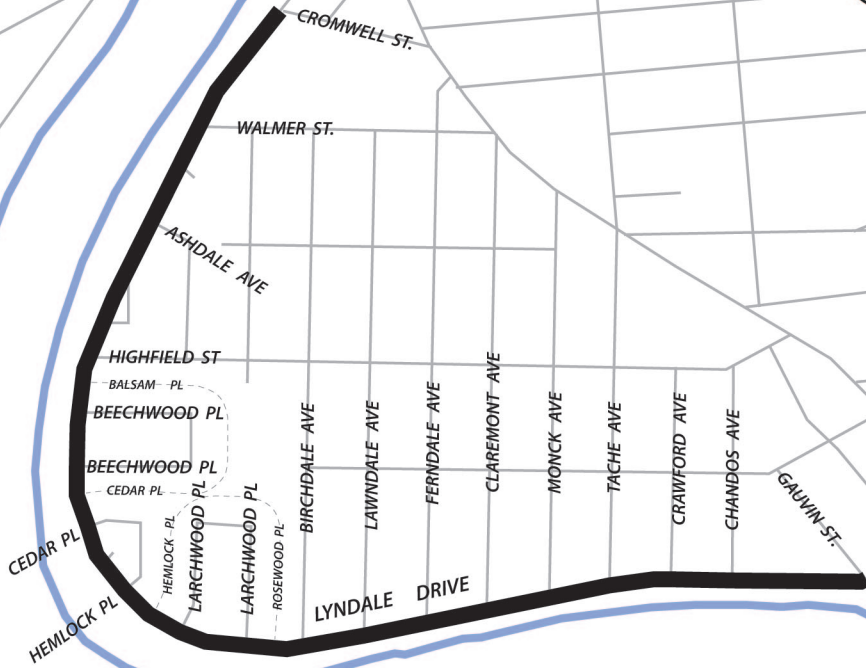 CROMWELL ST.
WALMER ST.
ASHDALE AVE
HIGHFIELD ST
BALSAM PL
BEECHWOOD PL
BEECHWOOD PL
CEDAR PL
CEDAR PL
HEMLOCK PL
HEMLOCK PL
LARCHWOOD PL
LARCHWOOD PL
ROSEWOOD PL
BIRCHDALE AVE
LAWNDALE AVE
FERNDALE AVE
CLAREMONT AVE
MONCK AVE
TACHE AVE
CRAWFORD AVE
CHANDOS AVE
GAUVIN ST.
LYNDALE DRIVE